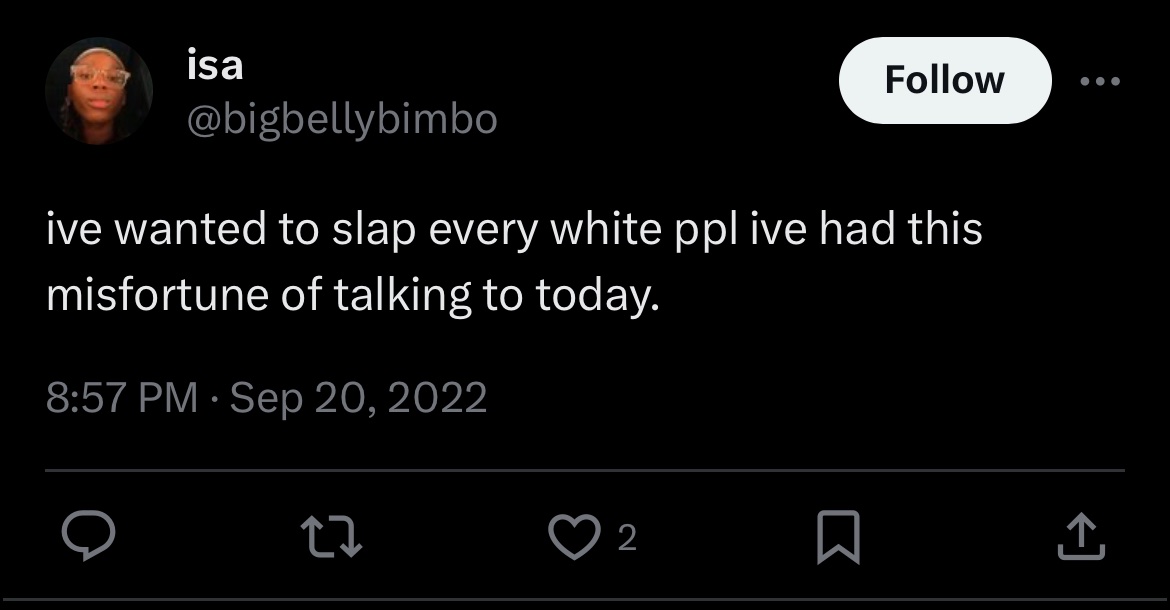 isa
@bigbellybimbo
Follow
ive wanted to slap every white ppl ive had this
misfortune of talking to today.
8:57 PM · Sep 20, 2022
2